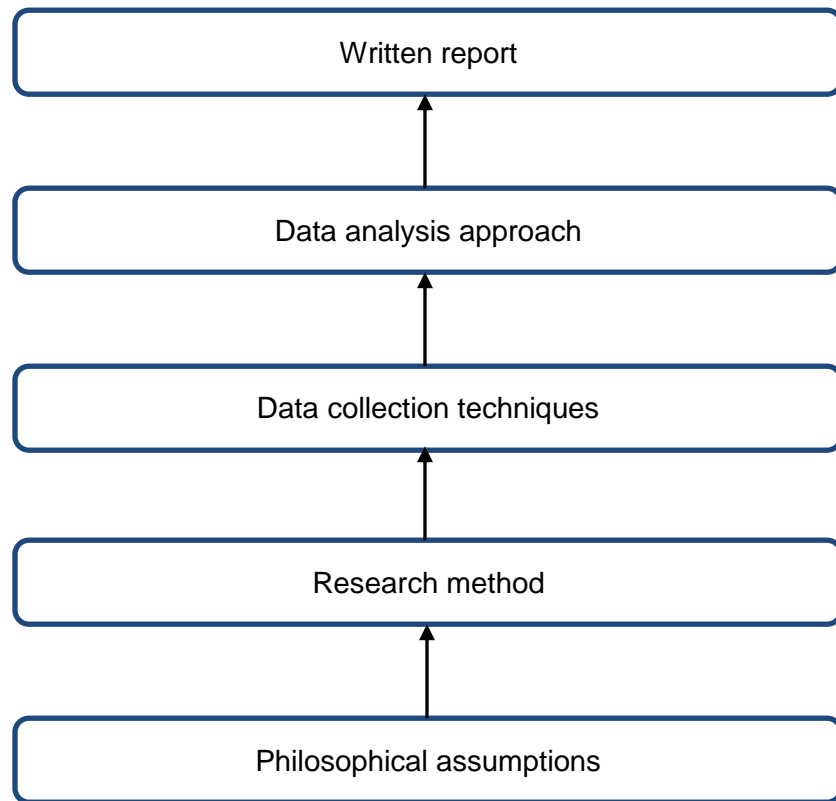 Written report
Data analysis approach
Data collection techniques
Research method
Philosophical assumptions